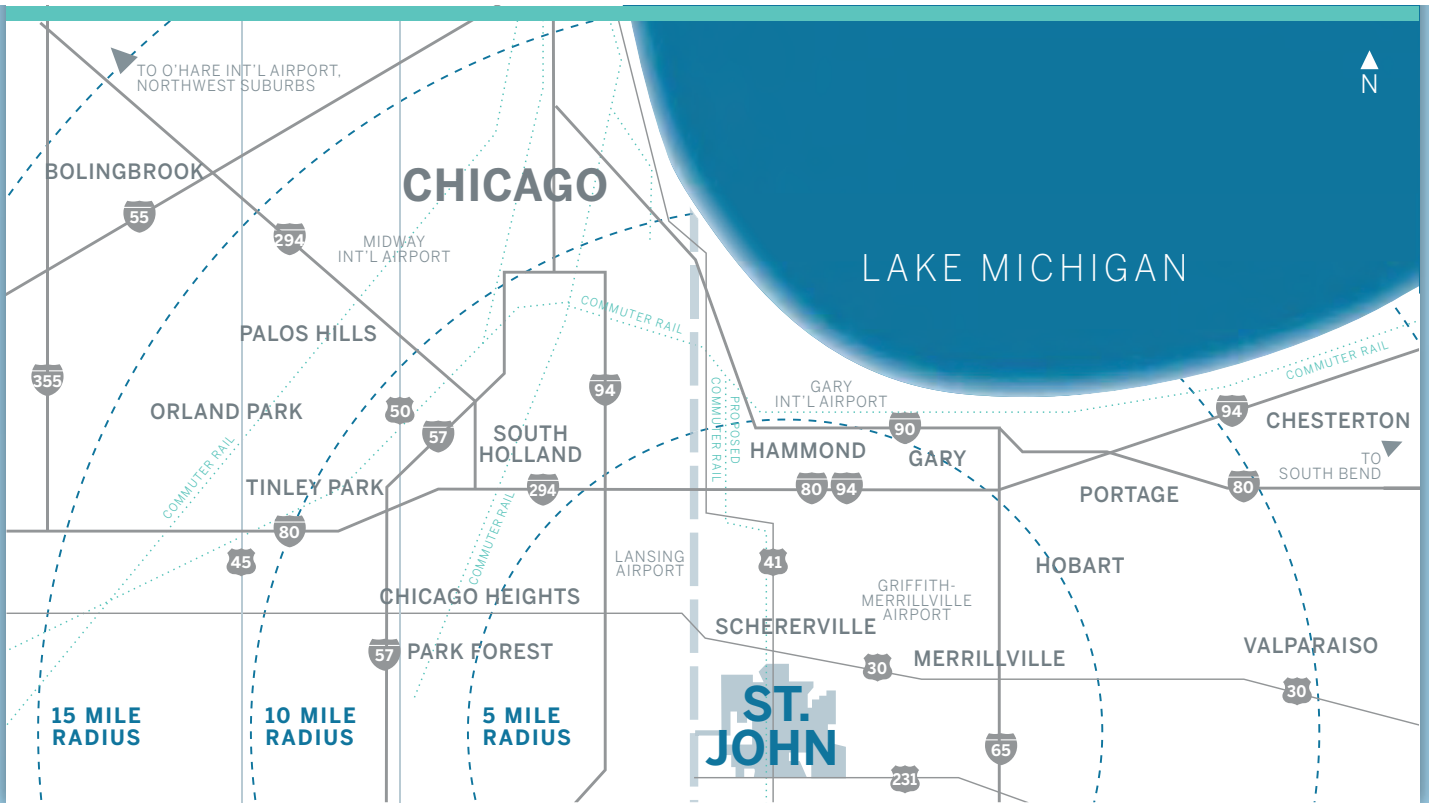 TO O'HARE INT'L AIRPORT,
NORTHWEST SUBURBS
N
BOLINGBROOK
CHICAGO
55
294
MIDWAY
INT'L AIRPORT
LAKE MICHIGAN
COMMUTER RAIL
PALOS HILLS
COMMUTER RAIL
355
94
GARY
INT'L AIRPORT
ORLAND PARK
50
57
90
94
CHESTERTON
SOUTH
HOLLAND
COMMUTER RAIL
PROPOSED
HAMMOND
GARY
TO
SOUTH BEND
COMMUTER RAIL
TINLEY PARK
294
80
94
80
PORTAGE
80
45
COMMUTER RAIL
LANSING
AIRPORT
41
HOBART
GRIFFITH-
MERRILLVILLE
AIRPORT
CHICAGO HEIGHTS
SCHERERVILLE
57
PARK FOREST
30
MERRILLVILLE
VALPARAISO
30
15 MILE
RADIUS
10 MILE
RADIUS
5 MILE
RADIUS
ST.
JOHN
65
231